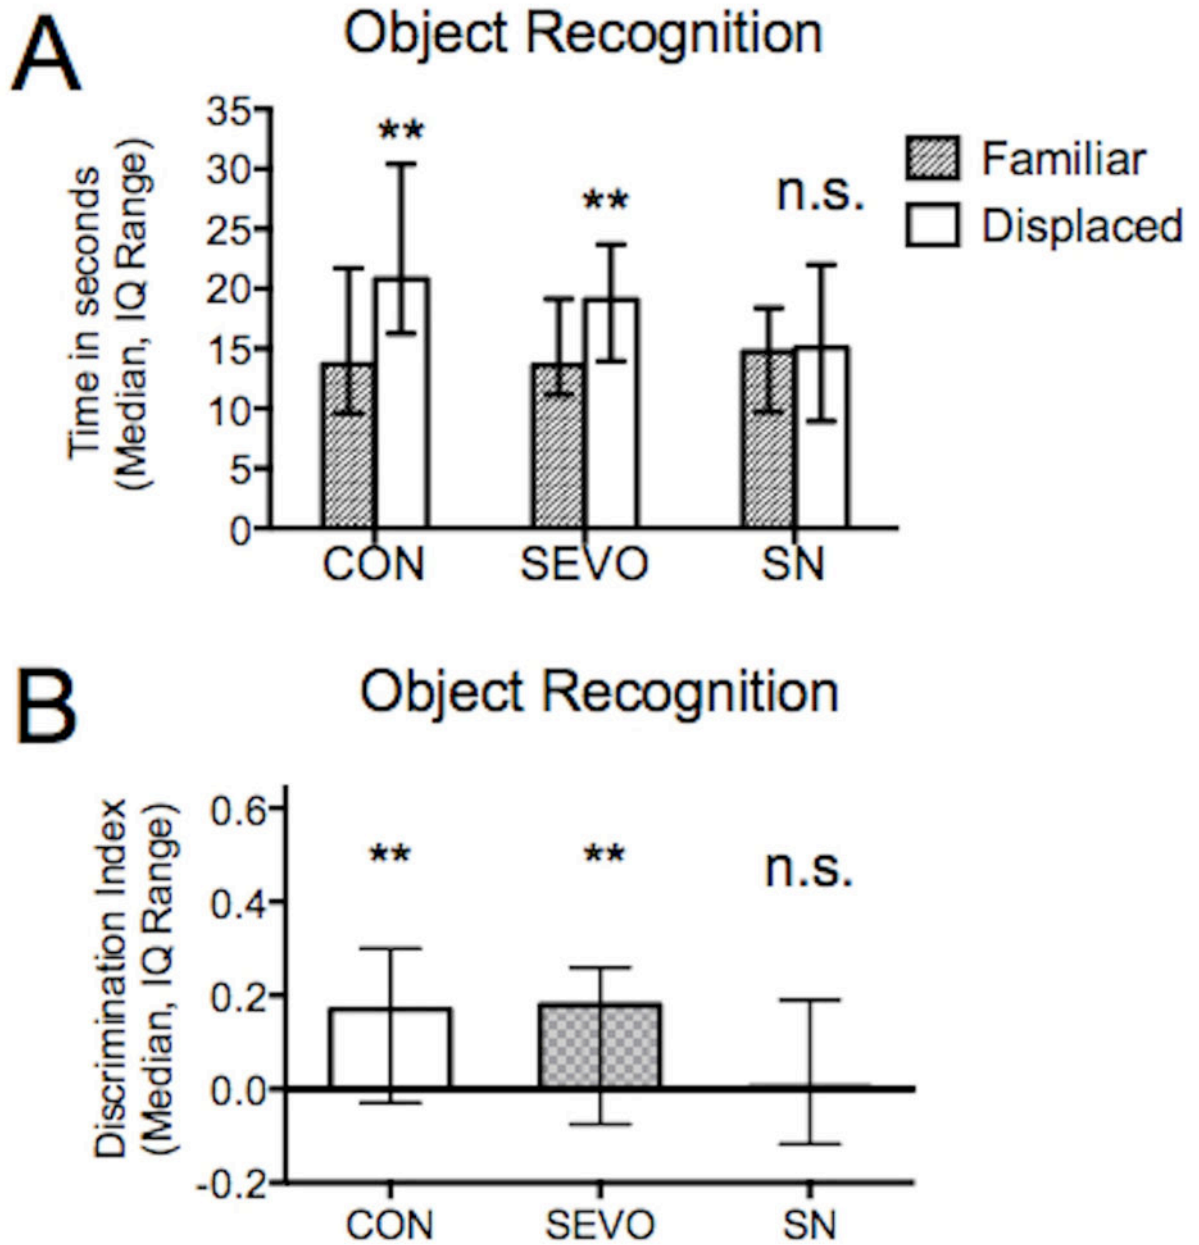 A
Object Recognition
35
30
25
20
15
10
5
0
Time in seconds
(Median, IQ Range)
**
**
n.s.
Familiar
Displaced
CON SEVO SN
B
Object Recognition
0.6
0.4
0.2
0.0
-0.2
Discrimination Index
(Median, IQ Range)
** ** n.s.
CON SEVO SN